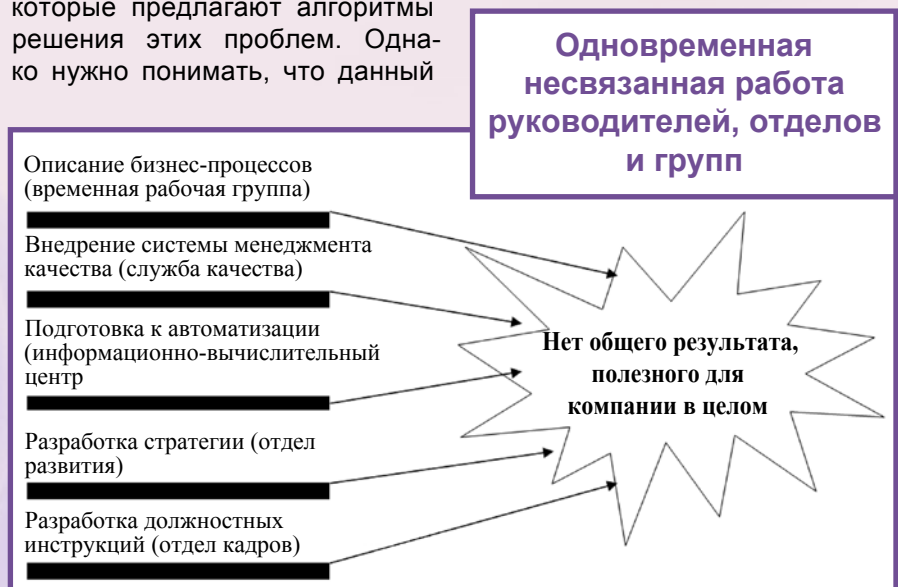 которые предлагают алгоритмы
решения этих проблем. Одна-
ко нужно понимать, что данный
Одновременная
несвязанная работа
руководителей, отделов
и групп
Описание бизнес-процессов
(временная рабочая группа)
Внедрение системы менеджмента
качества (служба качества)
Подготовка к автоматизации
(информационно-вычислительный
центр
Разработка стратегии (отдел
развития)
Разработка должностных
инструкций (отдел кадров)
Нет общего результата,
полезного для
компании в целом